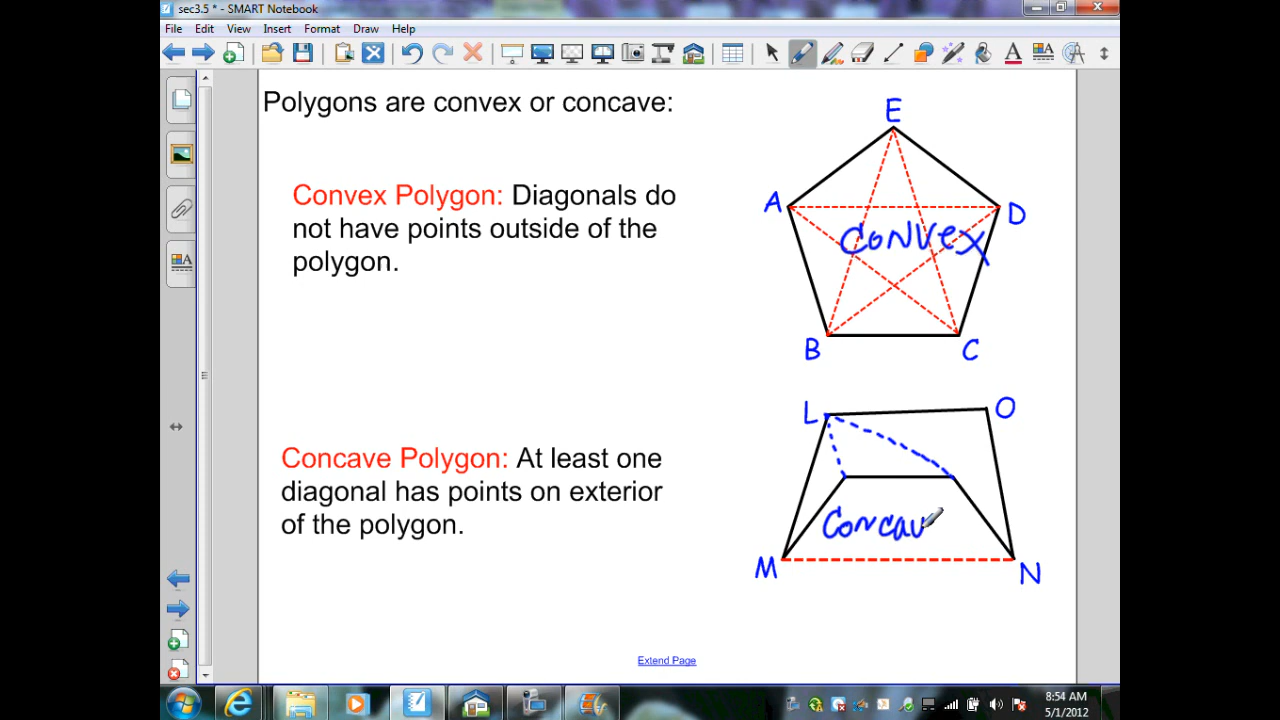 sec3.5 * - SMART Notebook
File Edit View Insert Format Draw Help
Polygons are convex or concave:
Convex Polygon: Diagonals do
not have points outside of the
polygon.
E
A
D
Convex
B
C
Concave Polygon: At least one
diagonal has points on exterior
of the polygon.
L
O
Concav
M
N
Extend Page
8:54 AM
5/1/2012